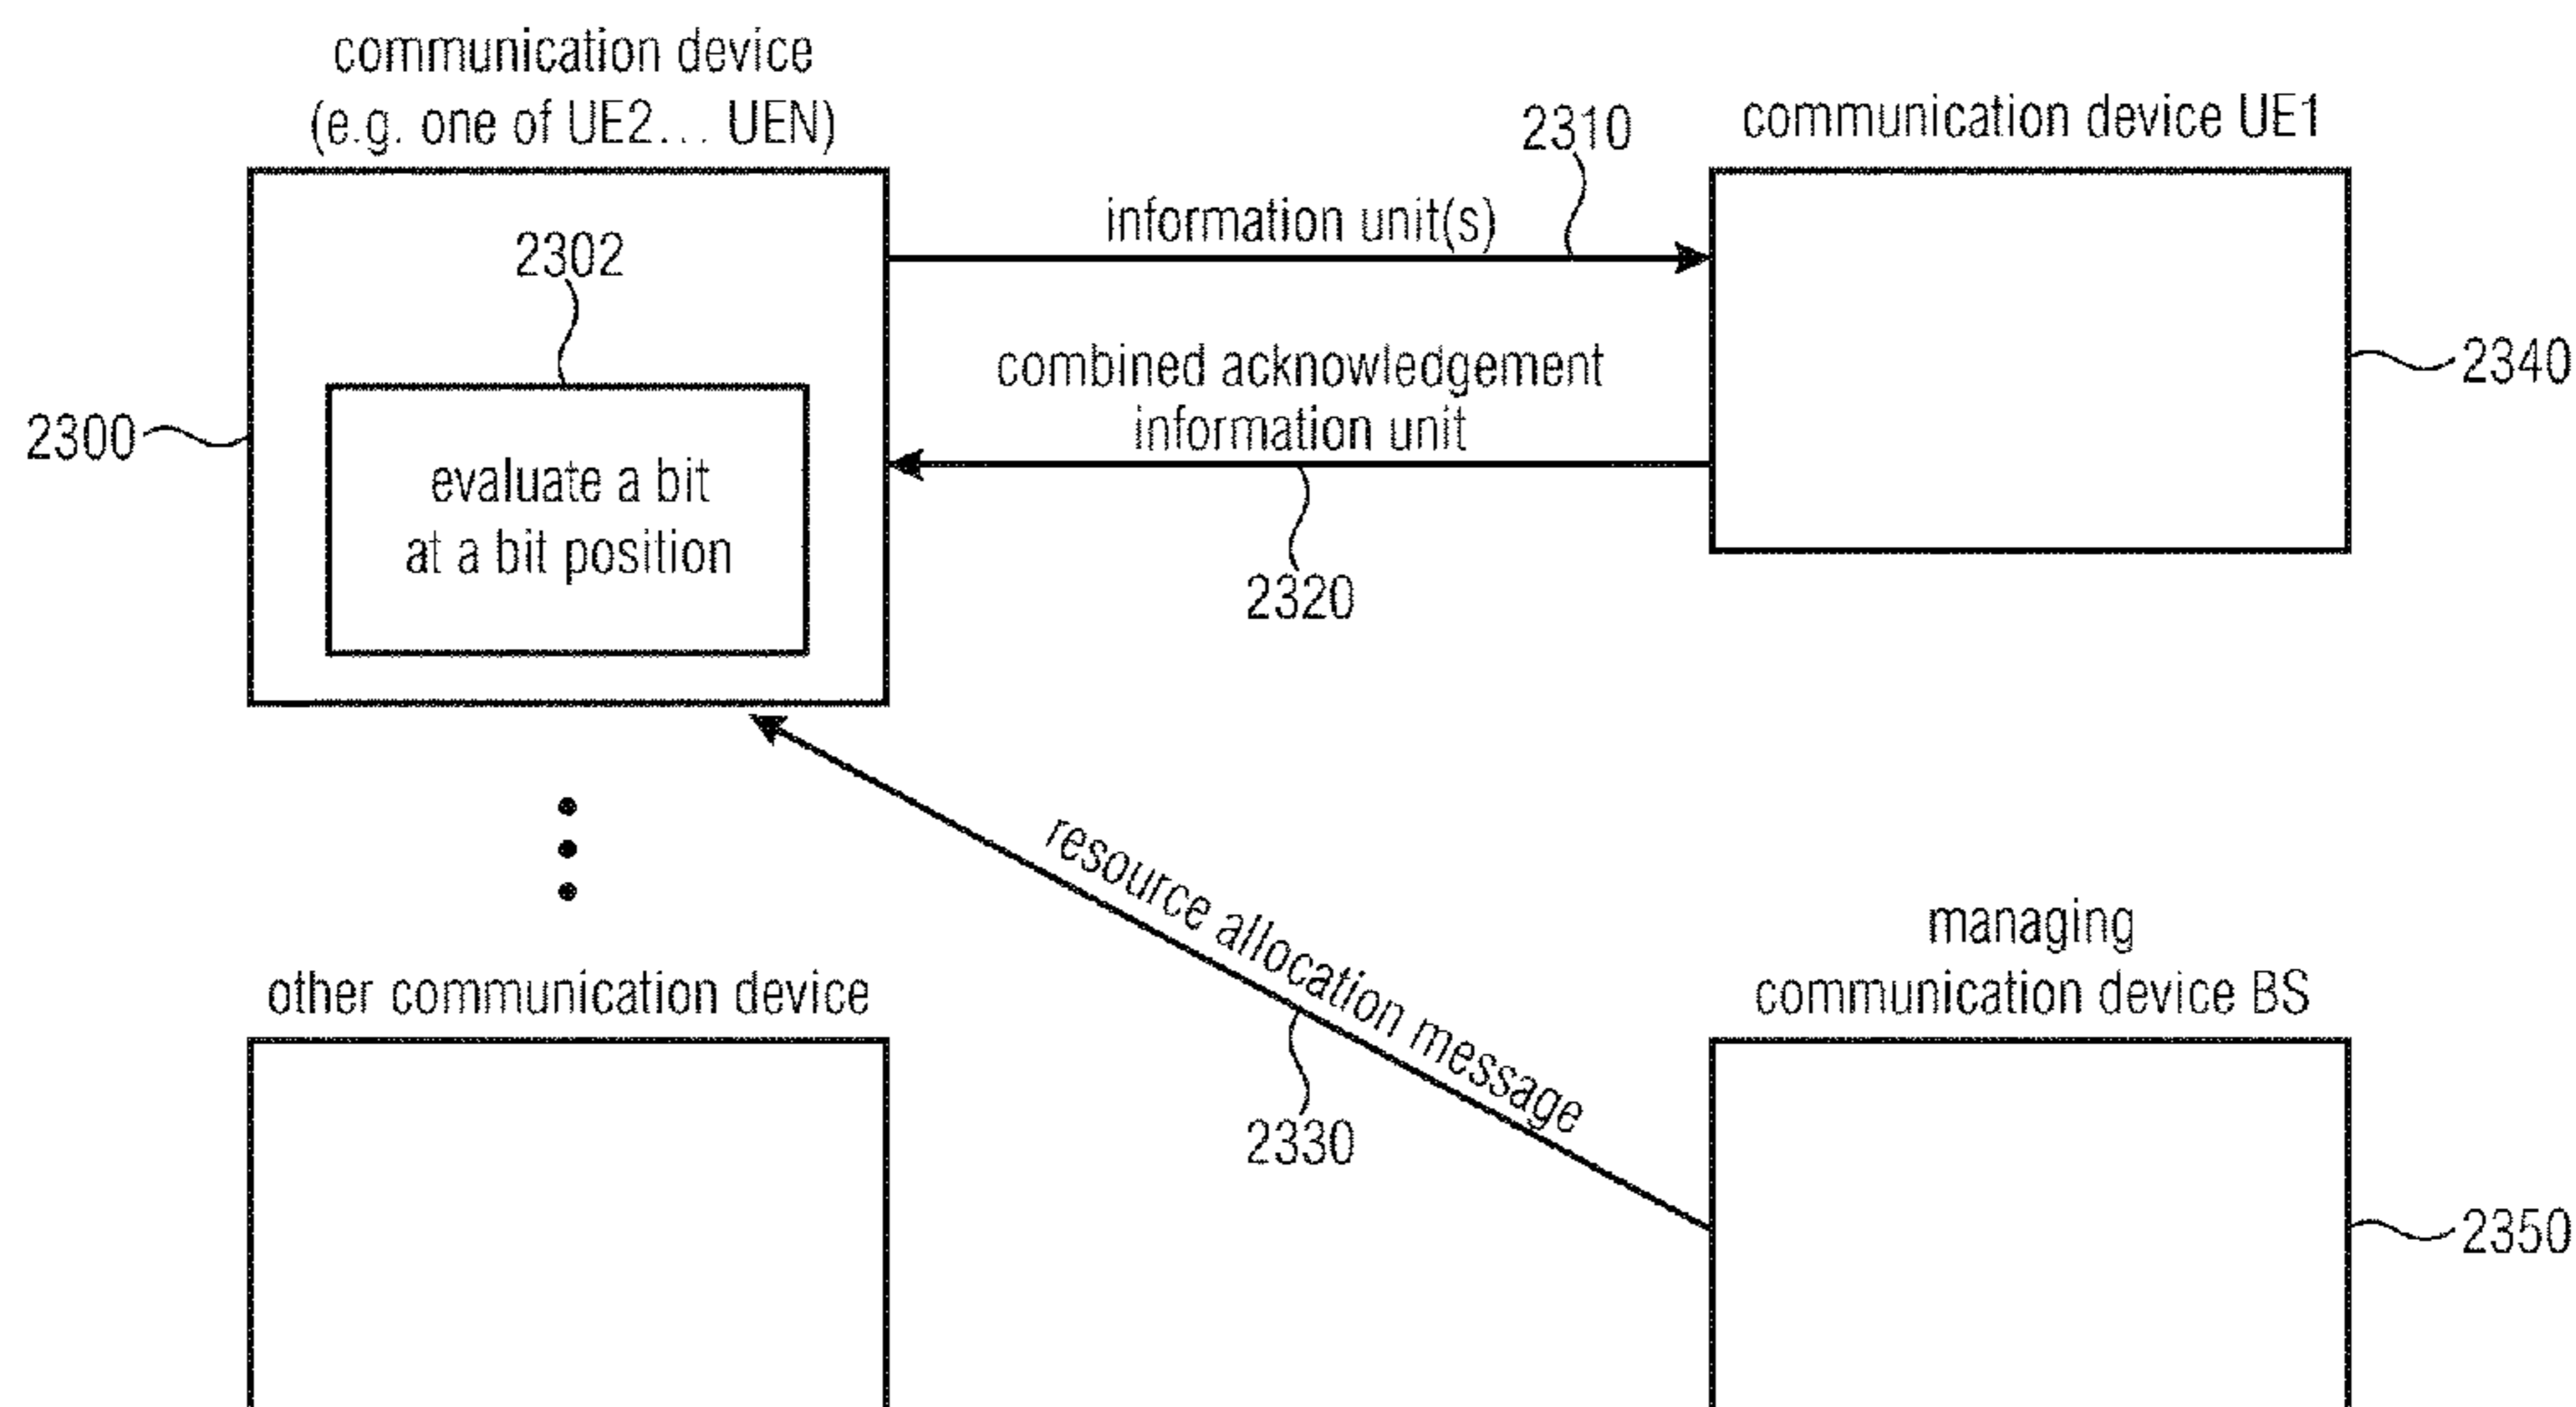 communication device
(e.g. one of UE2... UEN)
2310
communication device UE1
information unit(s)
2302
combined acknowledgement
information unit
2340
2300
evaluate a bit
at a bit position
2320
resource allocation message
managing
communication device BS
other communication device
2330
2350